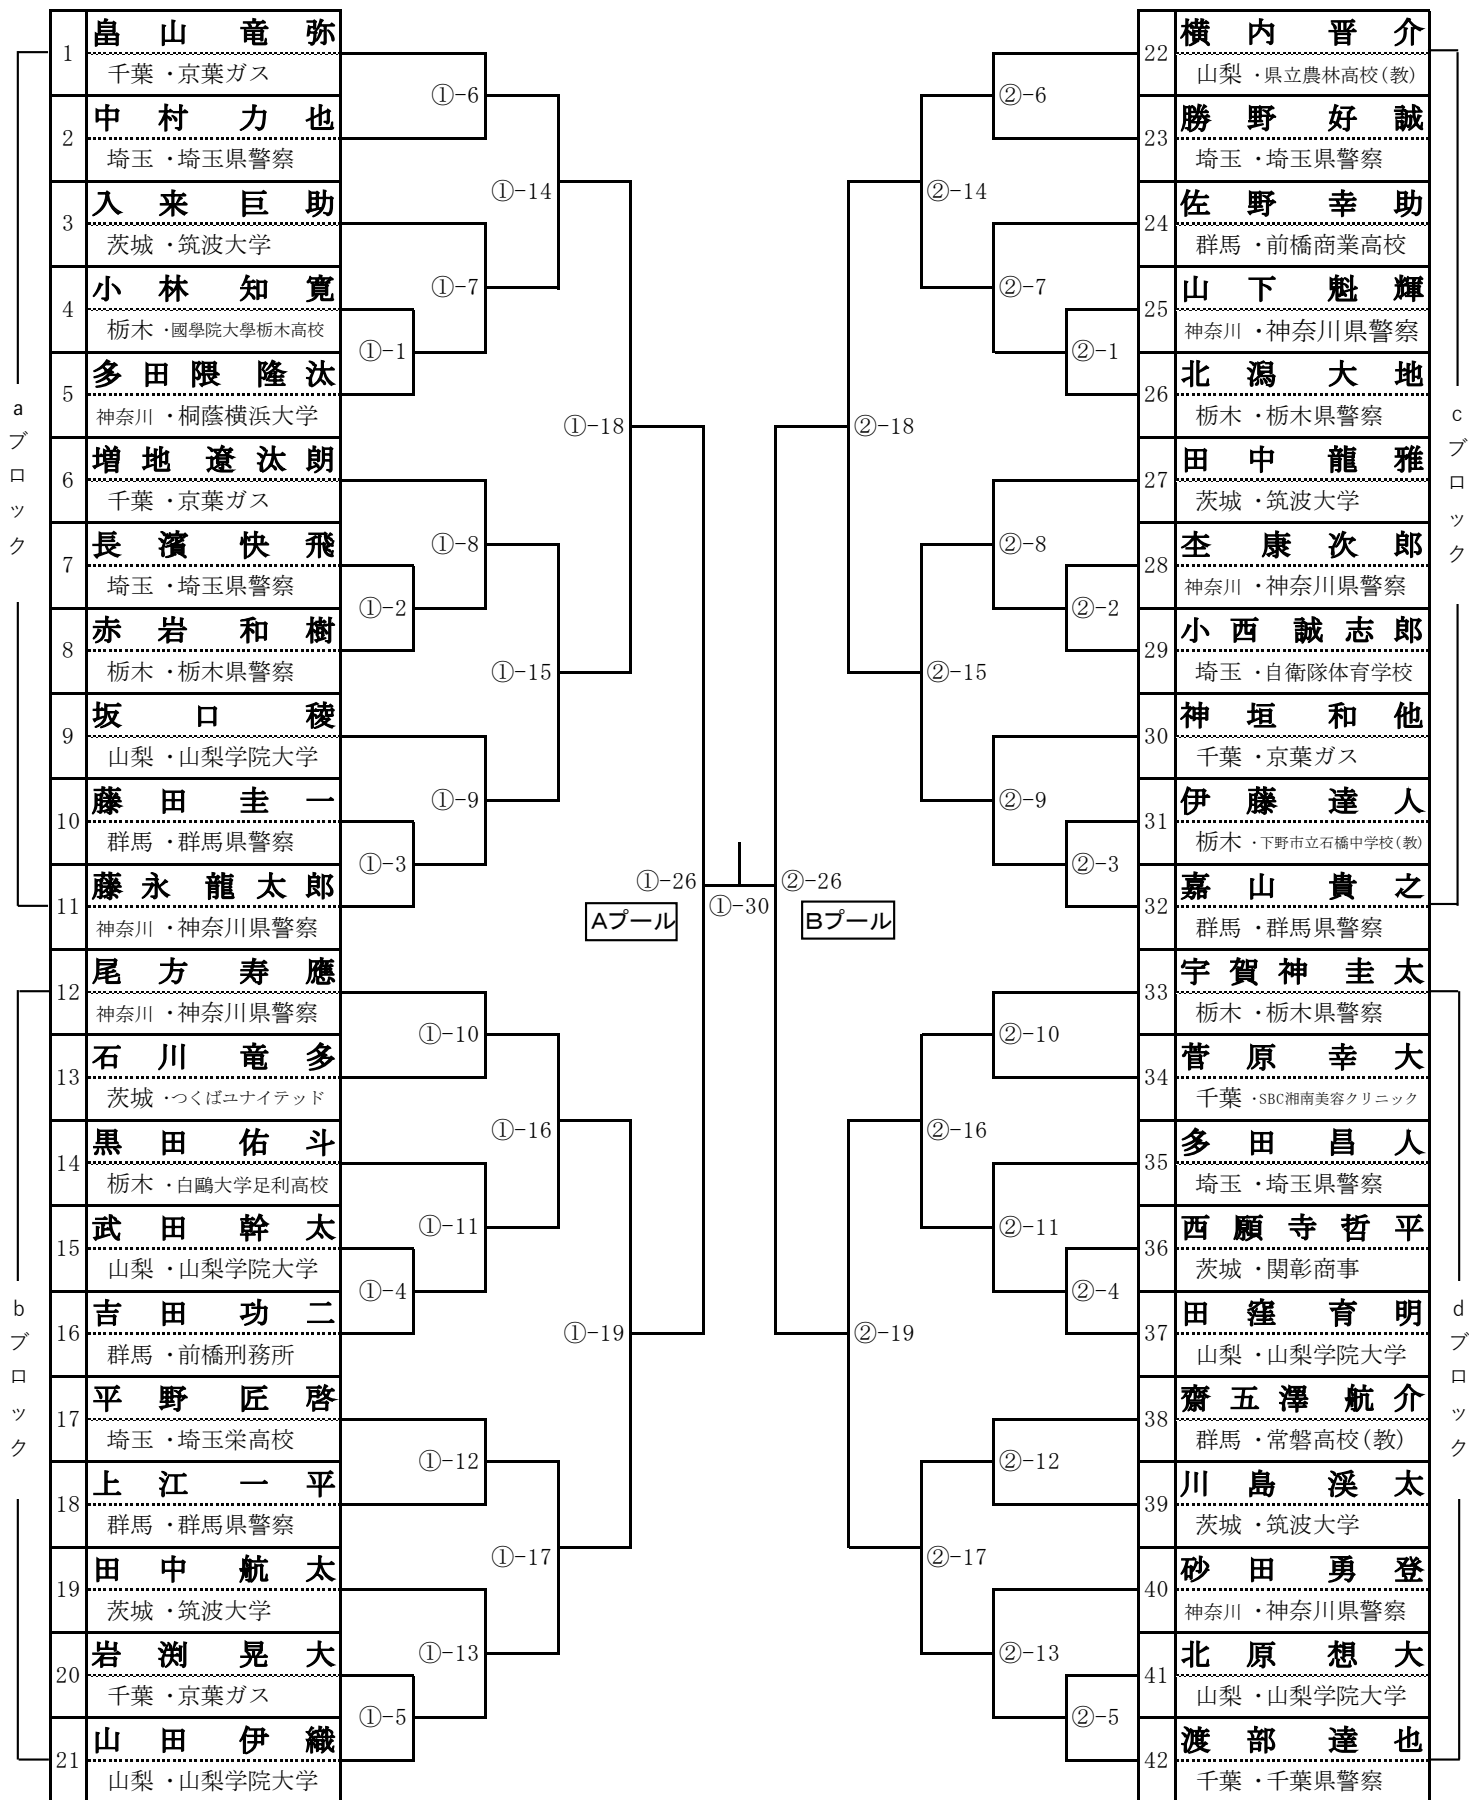 1
畠山 竜弥
千葉 ・京葉ガス
2
中村 力也
埼玉 ・埼玉県警察
3
入来 巨助
茨城 ・筑波大学
4
小林 知寛
栃木 ・國學院大學栃木高校
5
多田隈 隆汰
神奈川 ・桐蔭横浜大学
6
増地 遼汰朗
千葉 ・京葉ガス
7
長濱 快飛
埼玉 ・埼玉県警察
8
赤岩 和樹
栃木 ・栃木県警察
9
坂口 稜
山梨 ・山梨学院大学
10
藤田 圭一
群馬 ・群馬県警察
11
藤永 龍太郎
神奈川 ・神奈川県警察
12
尾方 寿應
神奈川 ・神奈川県警察
13
石川 竜多
茨城 ・つくばユナイテッド
14
黒田 佑斗
栃木 ・白鷗大学足利高校
15
武田 幹太
山梨 ・山梨学院大学
16
吉田 功二
群馬 ・前橋刑務所
17
平野 匠啓
埼玉 ・埼玉栄高校
18
上江 一平
群馬 ・群馬県警察
19
田中 航太
茨城 ・筑波大学
20
岩渕 晃大
千葉 ・京葉ガス
21
山田 伊織
山梨 ・山梨学院大学
aブロック
bブロック
①-1
①-2
①-3
①-4
①-5
①-6
①-7
①-8
①-9
①-10
①-11
①-12
①-13
①-14
①-15
①-16
①-17
①-18
①-19
①-26
Aプール
①-30
②-26
Bプール
②-18
②-19
②-14
②-15
②-16
②-17
②-6
②-7
②-8
②-9
②-10
②-11
②-12
②-13
②-1
②-2
②-3
②-4
②-5
22
横内 晋介
山梨 ・県立農林高校(教)
23
勝野 好誠
埼玉 ・埼玉県警察
24
佐野 幸助
群馬 ・前橋商業高校
25
山下 魁輝
神奈川 ・神奈川県警察
26
北潟 大地
栃木 ・栃木県警察
27
田中 龍雅
茨城 ・筑波大学
28
杢 康次郎
神奈川 ・神奈川県警察
29
小西 誠志郎
埼玉 ・自衛隊体育学校
30
神垣 和他
千葉 ・京葉ガス
31
伊藤 達人
栃木 ・下野市立石橋中学校(教)
32
嘉山 貴之
群馬 ・群馬県警察
33
宇賀神 圭太
栃木 ・栃木県警察
34
菅原 幸大
千葉 ・SBC湘南美容クリニック
35
多田 昌人
埼玉 ・埼玉県警察
36
西願寺 哲平
茨城 ・関彰商事
37
田窪 育明
山梨 ・山梨学院大学
38
齋五澤 航介
群馬 ・常磐高校(教)
39
川島 渓太
茨城 ・筑波大学
40
砂田 勇登
神奈川 ・神奈川県警察
41
北原 想大
山梨 ・山梨学院大学
42
渡部 達也
千葉 ・千葉県警察
cブロック
dブロック